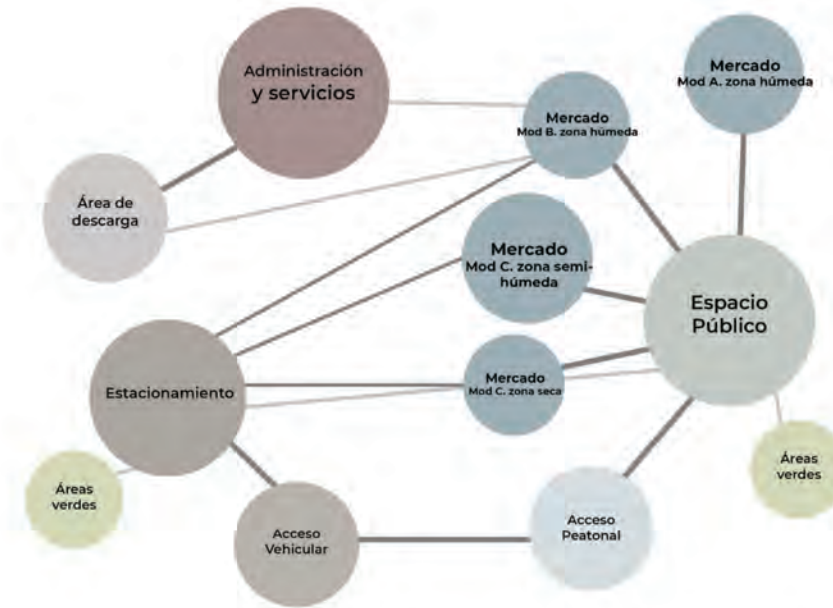 Administración
y servicios
Mercado
Mod A. zona húmeda
Mercado
Mod B. zona húmeda
Área de
descarga
Mercado
Mod C. zona semi-
húmeda
Espacio
Público
Estacionamiento
Mercado
Mod C. zona seca
Áreas
verdes
Áreas
verdes
Acceso
Vehicular
Acceso
Peatonal